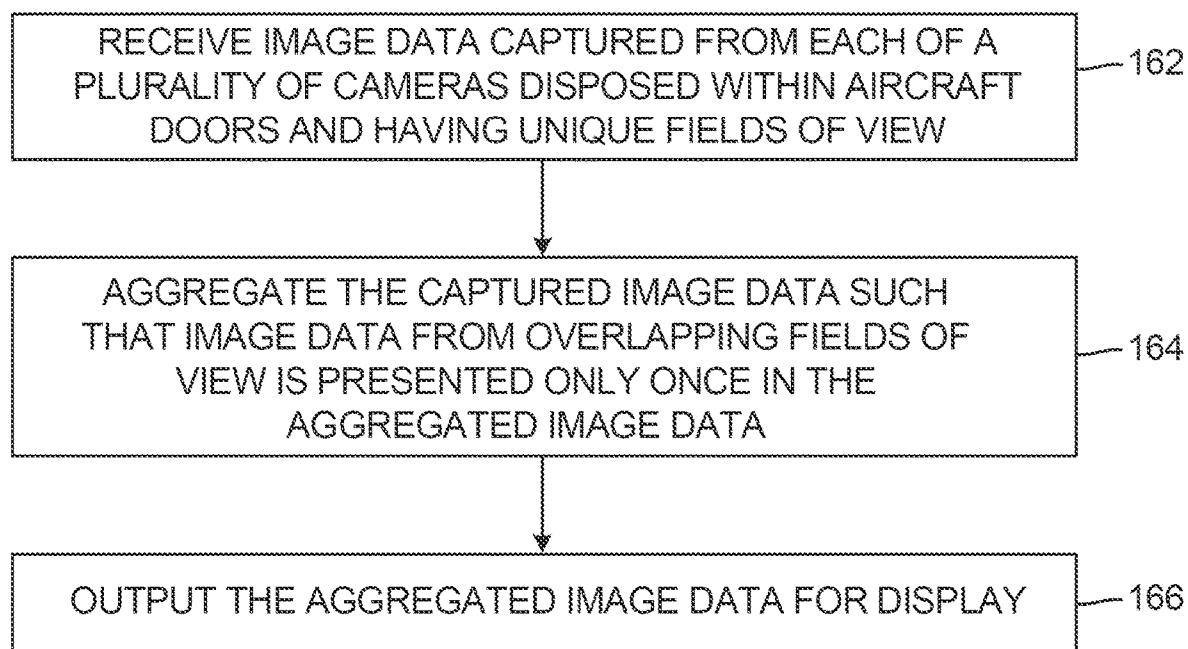 RECEIVE IMAGE DATA CAPTURED FROM EACH OF A
PLURALITY OF CAMERAS DISPOSED WITHIN AIRCRAFT
DOORS AND HAVING UNIQUE FIELDS OF VIEW
162
AGGREGATE THE CAPTURED IMAGE DATA SUCH
THAT IMAGE DATA FROM OVERLAPPING FIELDS OF
VIEW IS PRESENTED ONLY ONCE IN THE
AGGREGATED IMAGE DATA
164
OUTPUT THE AGGREGATED IMAGE DATA FOR DISPLAY
166